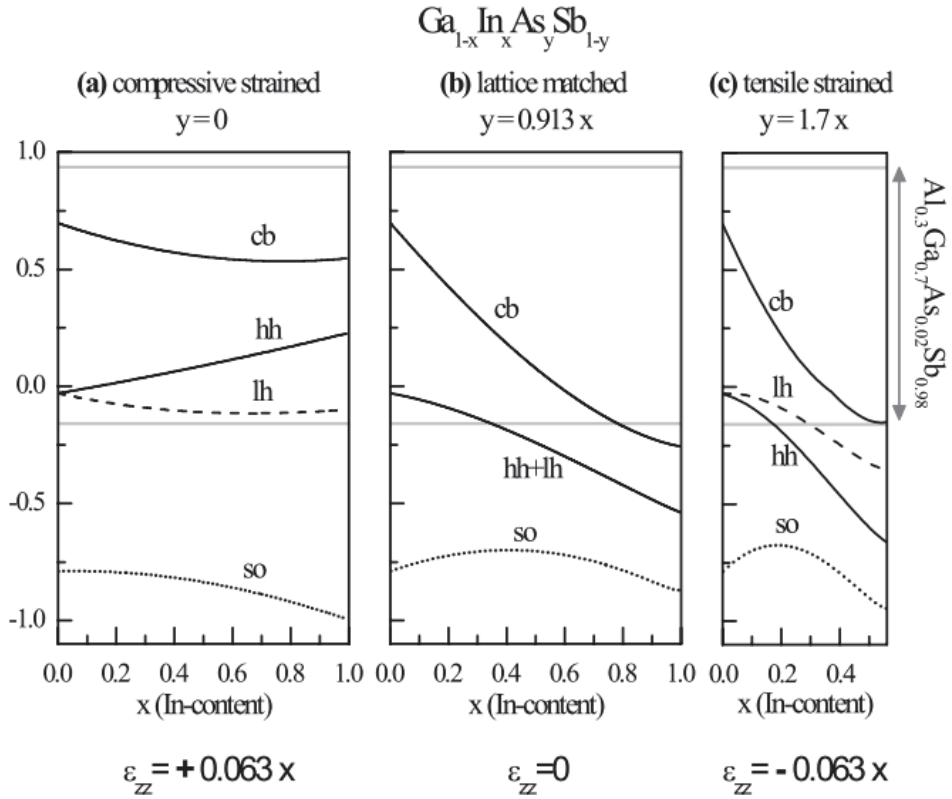 Ga₁₋ₓInₓAsᵧSb₁₋ᵧ
(a) compressive strained
y = 0
(b) lattice matched
y = 0.913 x
(c) tensile strained
y = 1.7 x
1.0
0.5
0.0
-0.5
-1.0
cb
hh
lh
so
cb
hh+lh
so
cb
lh
hh
so
Al₀.₃Ga₀.₇As₀.₀₂Sb₀.₉₈
0.0 0.2 0.4 0.6 0.8 1.0
0.0 0.2 0.4 0.6 0.8 1.0
0.0 0.2 0.4
x (In-content)
x (In-content)
x (In-content)
ε_zz = + 0.063 x
ε_zz =0
ε_zz = - 0.063 x